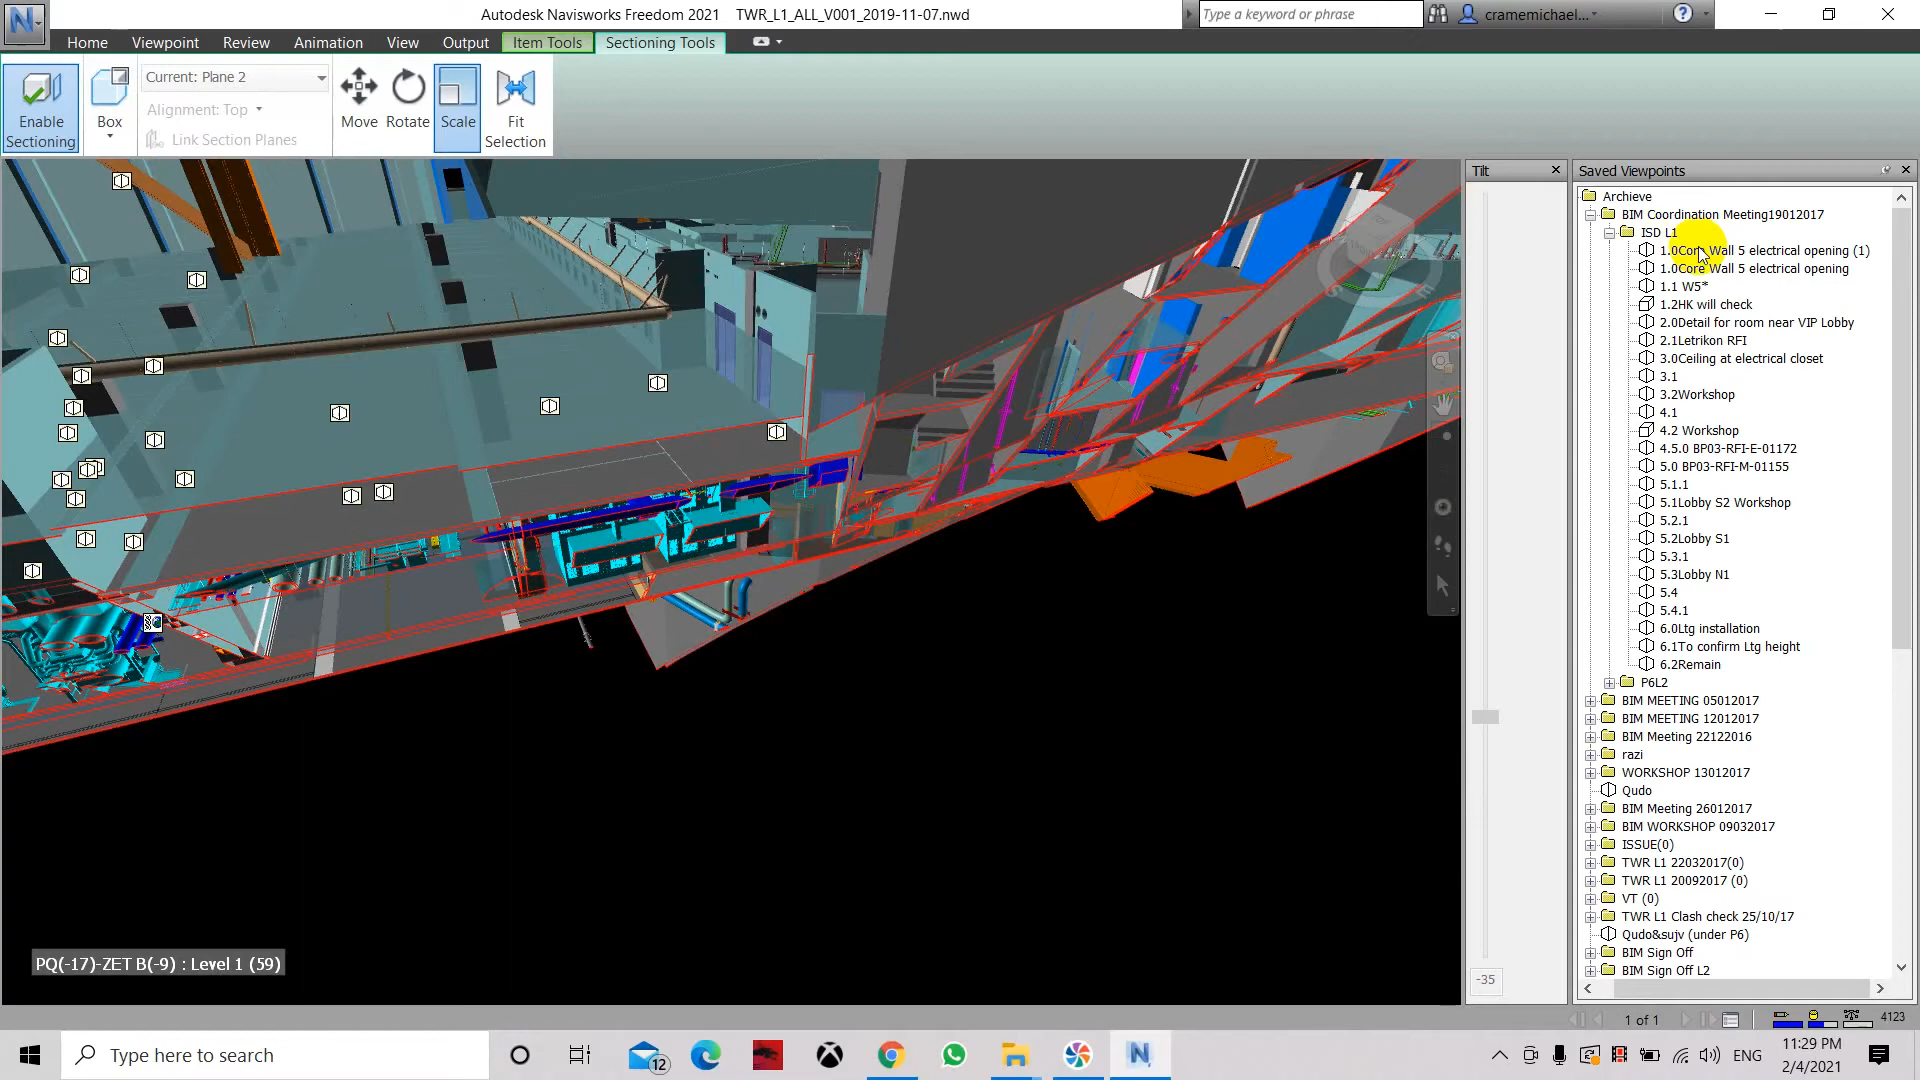 Autodesk Navisworks Freedom 2021 TWR_L1_ALL_V001_2019-11-07.nwd
Type a keyword or phrase
cramemichael...
Home Viewpoint Review Animation View Output Item Tools Sectioning Tools
Enable Sectioning
Box
Current: Plane 2
Alignment: Top
Link Section Planes
Move
Rotate
Scale
Fit Selection
Tilt
Saved Viewpoints
Archieve
BIM Coordination Meeting19012017
ISD L1
1.0Core Wall 5 electrical opening (1)
1.0Core Wall 5 electrical opening
1.1 W5*
1.2HK will check
2.0Detail for room near VIP Lobby
2.1Letrikon RFI
3.0Ceiling at electrical closet
3.1
3.2Workshop
4.1
4.2 Workshop
4.5.0 BP03-RFI-E-01172
5.0 BP03-RFI-M-01155
5.1.1
5.1Lobby S2 Workshop
5.2.1
5.2Lobby S1
5.3.1
5.3Lobby N1
5.4
5.4.1
6.0Ltg installation
6.1To confirm Ltg height
6.2Remain
P6L2
BIM MEETING 05012017
BIM MEETING 12012017
BIM Meeting 22122016
razi
WORKSHOP 13012017
Qudo
BIM Meeting 26012017
BIM WORKSHOP 09032017
ISSUE(0)
TWR L1 22032017(0)
TWR L1 20092017 (0)
VT (0)
TWR L1 Clash check 25/10/17
Qudo&sujv (under P6)
BIM Sign Off
BIM Sign Off L2
PQ(-17)-ZET B(-9) : Level 1 (59)
-35
1 of 1
4123
Type here to search
12
ENG
11:29 PM
2/4/2021